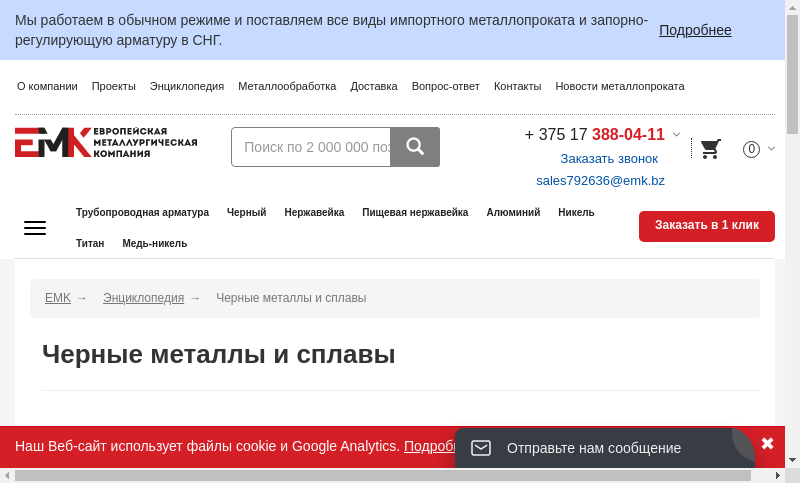 Мы работаем в обычном режиме и поставляем все виды импортного металлопроката и запорно-
регулирующую арматуру в СНГ.
Подробнее
О компании Проекты Энциклопедия Металлообработка Доставка Вопрос-ответ Контакты Новости металлопроката
ЕМК ЕВРОПЕЙСКАЯ
МЕТАЛЛУРГИЧЕСКАЯ
КОМПАНИЯ
Поиск по 2 000 000 поз
+ 375 17 388-04-11
Заказать звонок
sales792636@emk.bz
0
Трубопроводная арматура Черный Нержавейка Пищевая нержавейка Алюминий Никель
Титан Медь-никель
Заказать в 1 клик
ЕМК → Энциклопедия → Черные металлы и сплавы
Черные металлы и сплавы
Наш Веб-сайт использует файлы cookie и Google Analytics. Подробн
Отправьте нам сообщение